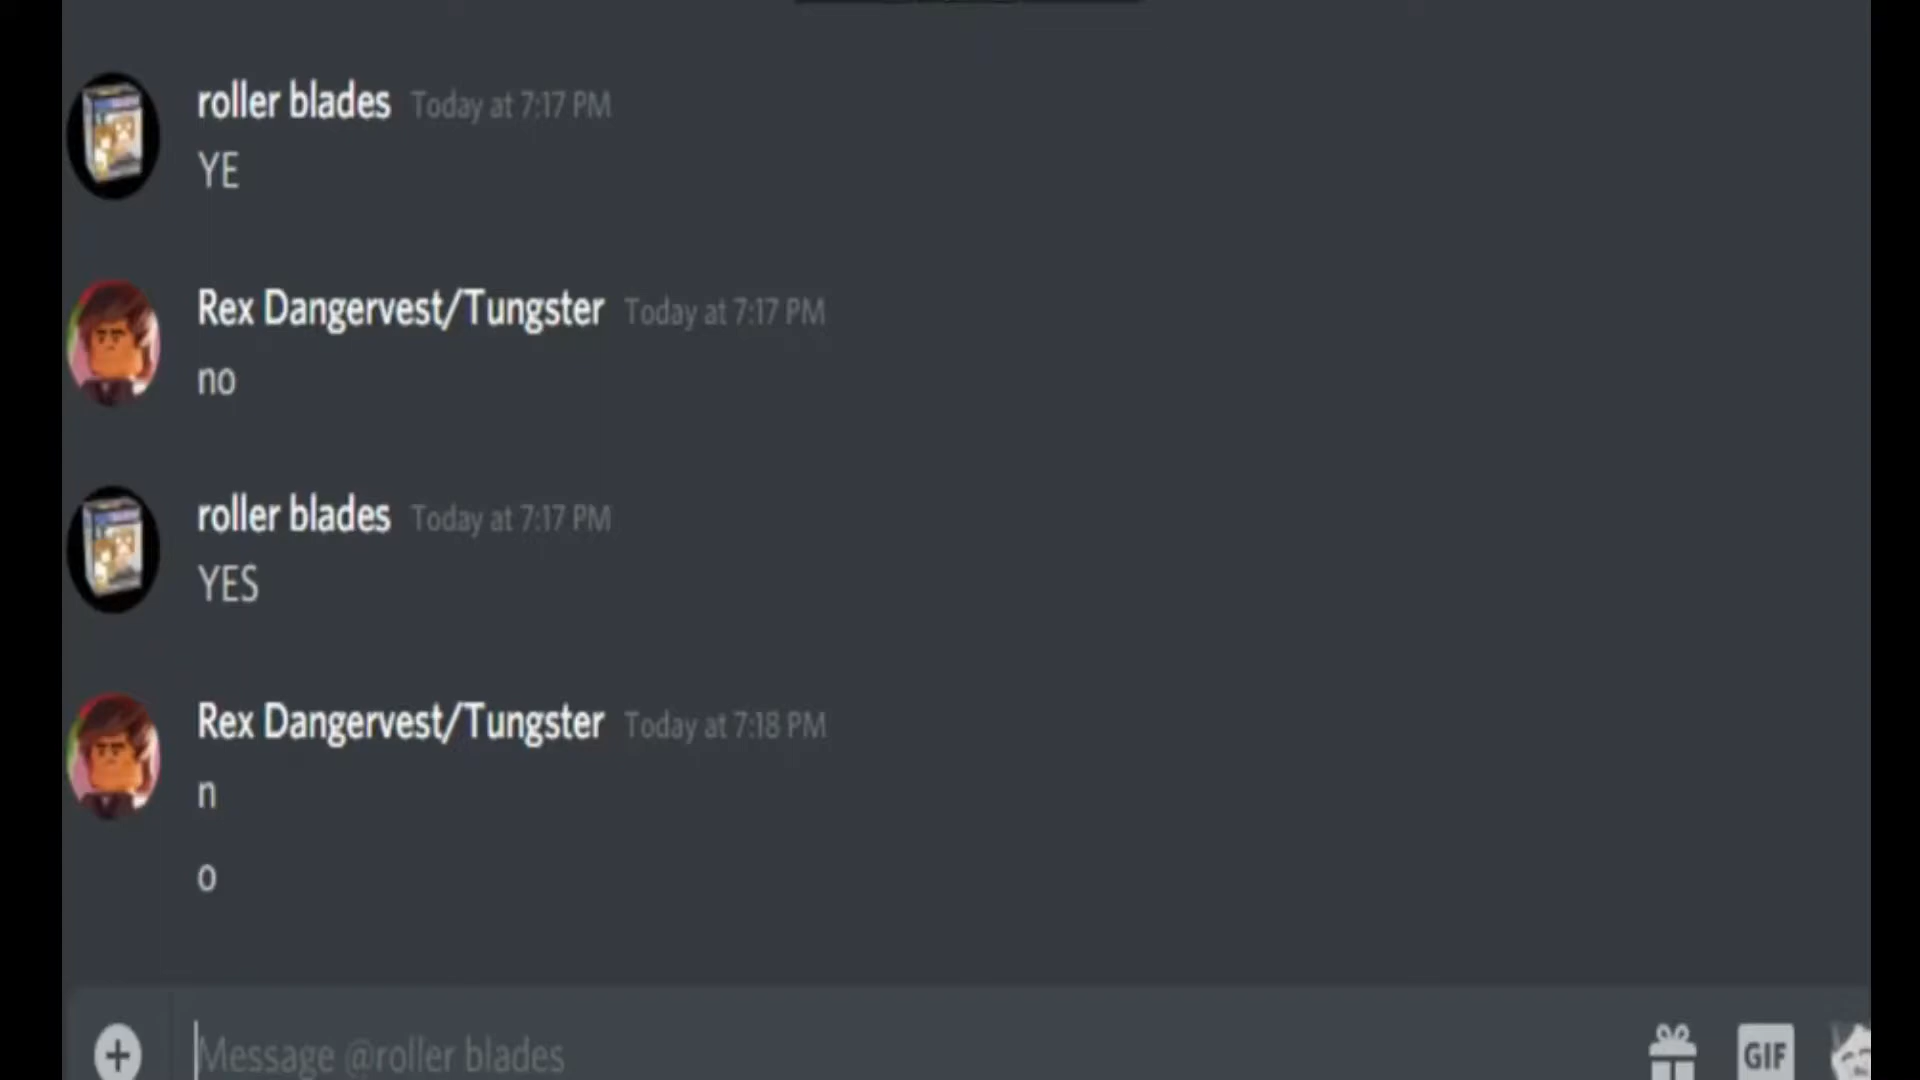 roller blades Today at 7:17 PM
YE
Rex Dangervest/Tungster Today at 7:17 PM
no
roller blades Today at 7:17 PM
YES
Rex Dangervest/Tungster Today at 7:18 PM
n
o
Message @roller blades
GIF